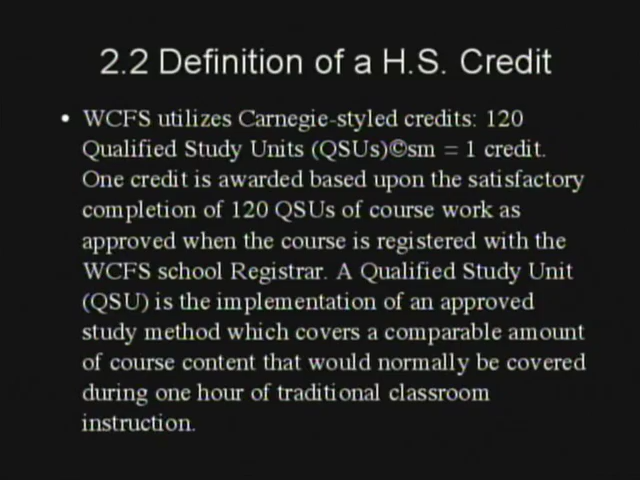 2.2 Definition of a H.S. Credit
• WCFS utilizes Carnegie-styled credits: 120
Qualified Study Units (QSUs)©sm = 1 credit.
One credit is awarded based upon the satisfactory
completion of 120 QSUs of course work as
approved when the course is registered with the
WCFS school Registrar. A Qualified Study Unit
(QSU) is the implementation of an approved
study method which covers a comparable amount
of course content that would normally be covered
during one hour of traditional classroom
instruction.